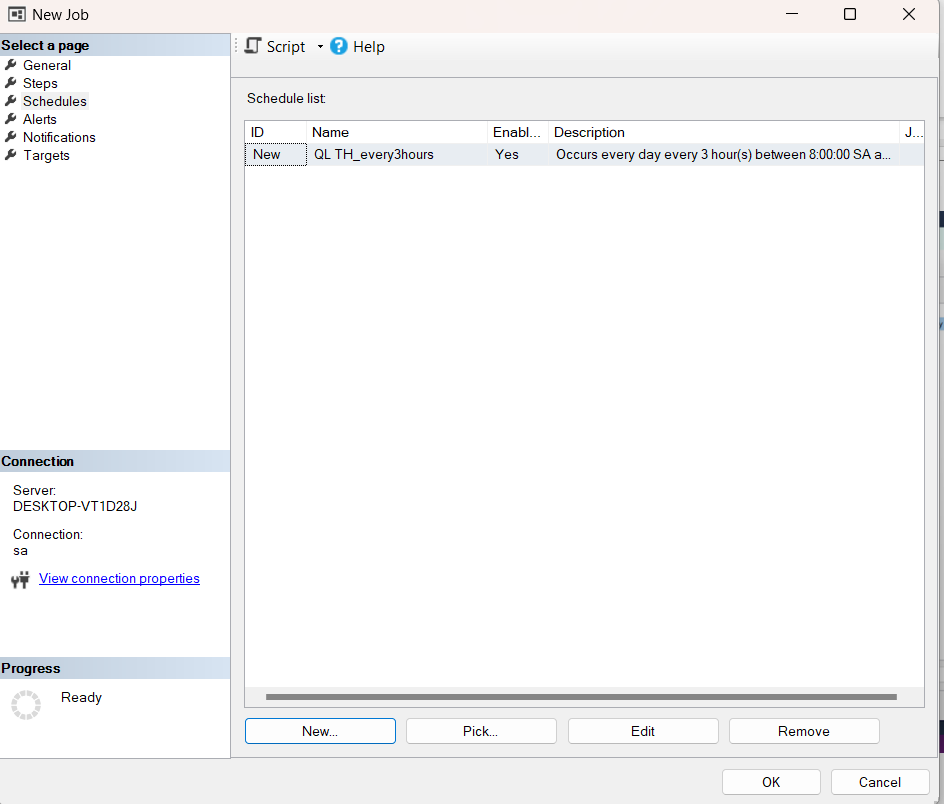 New Job
Select a page
General
Steps
Schedules
Alerts
Notifications
Targets
Script
Help
Schedule list:
ID Name Enabl... Description J...
New QL TH_every3hours Yes Occurs every day every 3 hour(s) between 8:00:00 SA a...
Connection
Server:
DESKTOP-VT1D28J
Connection:
sa
View connection properties
Progress
Ready
New... Pick... Edit Remove
OK Cancel